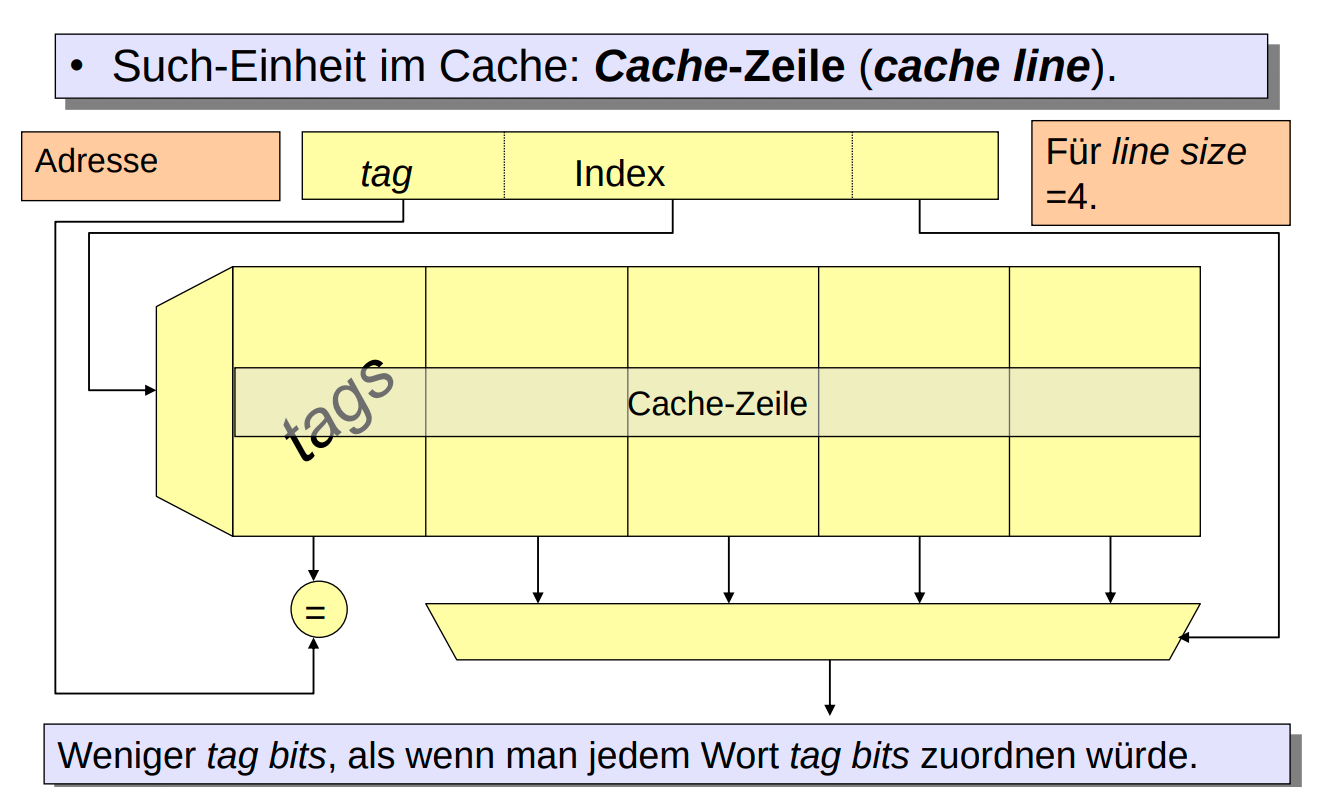 • Such-Einheit im Cache: Cache-Zeile (cache line).
Adresse
tag
Index
Für line size
=4.
tags
Cache-Zeile
=
Weniger tag bits, als wenn man jedem Wort tag bits zuordnen würde.